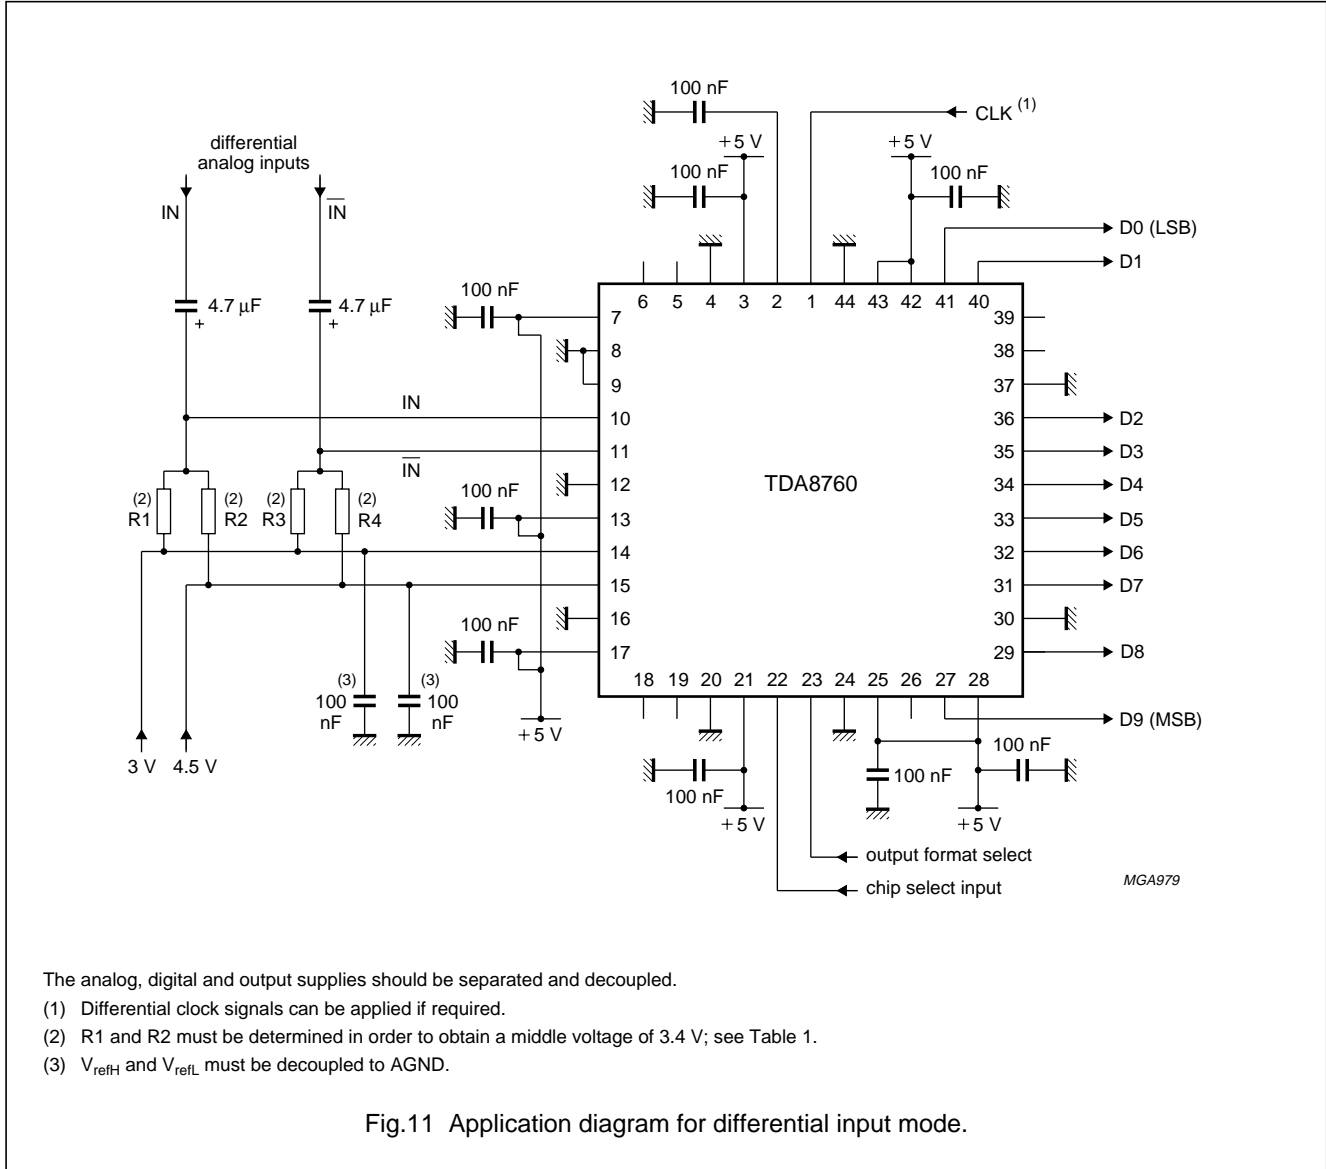 100 nF
CLK (1)
differential
analog inputs
+5 V
+5 V
100 nF
100 nF
IN
IN
D0 (LSB)
D1
100 nF
4.7 µF
+
4.7 µF
+
6 5 4 3 2 1 44 43 42 41 40
7
39
8
38
9
37
IN
10
36
D2
11
35
D3
IN
12
34
D4
TDA8760
100 nF
(2)
R1
(2)
R2
(2)
R3
(2)
R4
13
33
D5
14
32
D6
15
31
D7
16
30
100 nF
17
29
D8
18 19 20 21 22 23 24 25 26 27 28
(3)
100
nF
(3)
100
nF
+5 V
D9 (MSB)
3 V
4.5 V
100 nF
100 nF
100 nF
+5 V
+5 V
output format select
chip select input
MGA979
The analog, digital and output supplies should be separated and decoupled.
(1) Differential clock signals can be applied if required.
(2) R1 and R2 must be determined in order to obtain a middle voltage of 3.4 V; see Table 1.
(3) VrefH and VrefL must be decoupled to AGND.
Fig.11 Application diagram for differential input mode.